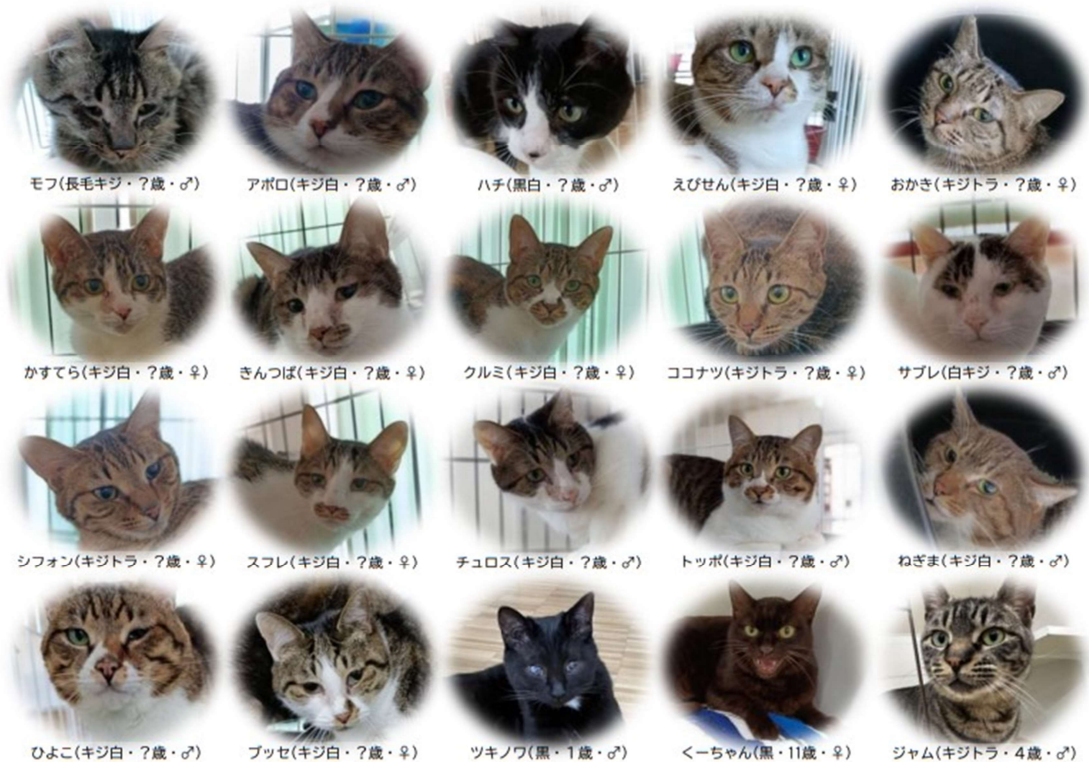 モフ(長毛キジ・？歳・♂)
アポロ(キジ白・？歳・♂)
ハチ(黒白・？歳・♂)
えびせん(キジ白・？歳・♀)
おかき(キジトラ・？歳・♀)
かすてら(キジ白・？歳・♀)
きんつば(キジ白・？歳・♀)
クルミ(キジ白・？歳・♀)
ココナツ(キジトラ・？歳・♀)
サブレ(白キジ・？歳・♂)
シフォン(キジトラ・？歳・♀)
スフレ(キジ白・？歳・♀)
チュロス(キジ白・？歳・♂)
トッポ(キジ白・？歳・♂)
ねぎま(キジ白・？歳・♂)
ひよこ(キジ白・？歳・♂)
ブッセ(キジ白・？歳・♀)
ツキノワ(黒・１歳・♂)
くーちゃん(黒・11歳・♀)
ジャム(キジトラ・４歳・♂)